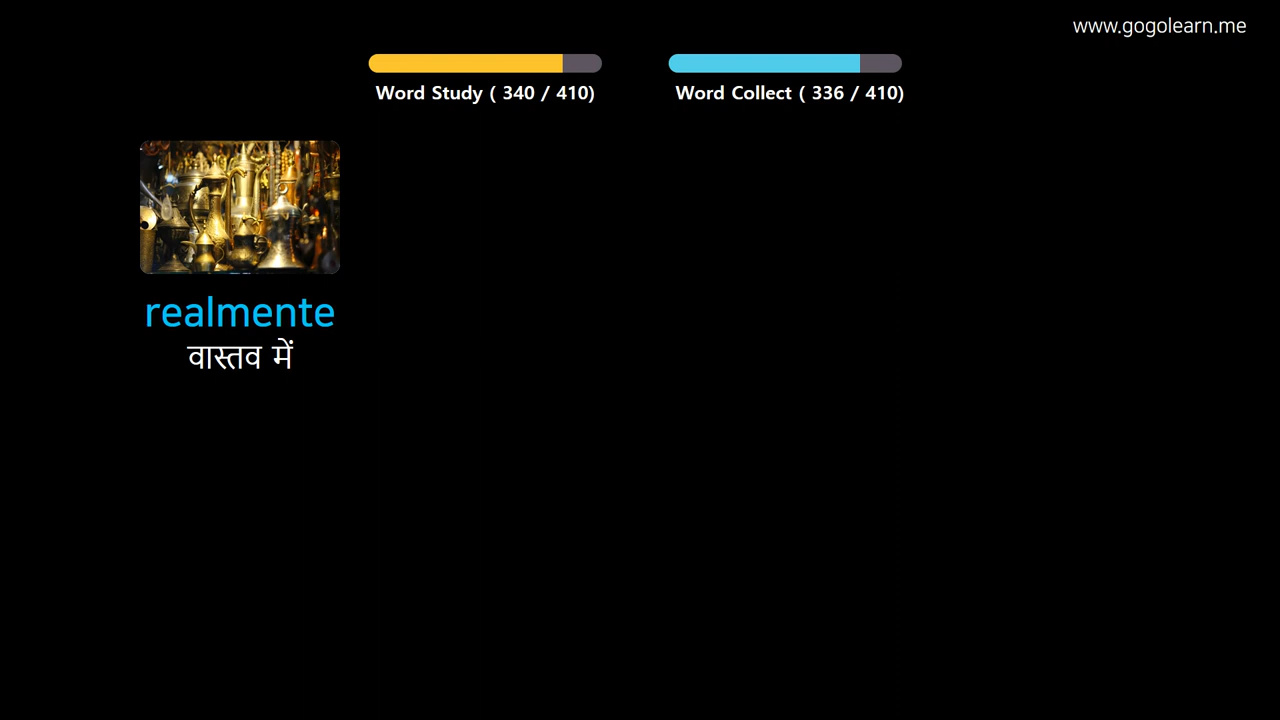 www.gogolearn.me
Word Study ( 340 / 410)
Word Collect ( 336 / 410)
realmente
वास्तव में